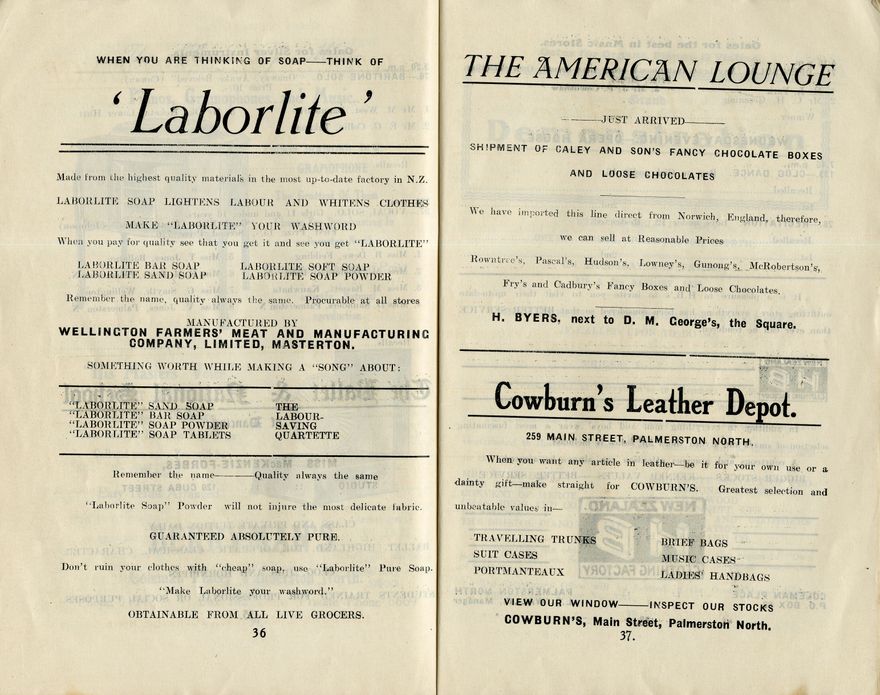 WHEN YOU ARE THINKING OF SOAP—THINK OF
'Laborlite'
Made from the highest quality materials in the most up-to-date factory in N.Z.
LABORLITE SOAP LIGHTENS LABOUR AND WHITENS CLOTHES
MAKE "LABORLITE" YOUR WASHWORD
When you pay for quality see that you get it and see you get "LABORLITE"
LABORLITE BAR SOAP LABORLITE SOFT SOAP
LABORLITE SAND SOAP LABORLITE SOAP POWDER
Remember the name, quality always the same. Procurable at all stores
MANUFACTURED BY
WELLINGTON FARMERS' MEAT AND MANUFACTURING
COMPANY, LIMITED, MASTERTON.
SOMETHING WORTH WHILE MAKING A "SONG" ABOUT:
"LABORLITE" SAND SOAP THE
"LABORLITE" BAR SOAP LABOUR-
"LABORLITE" SOAP POWDER SAVING
"LABORLITE" SOAP TABLETS QUARTETTE
Remember the name———Quality always the same
"Laborlite Soap" Powder will not injure the most delicate fabric.
GUARANTEED ABSOLUTELY PURE.
Don't ruin your clothes with "cheap" soap, use "Laborlite" Pure Soap.
"Make Laborlite your washword."
OBTAINABLE FROM ALL LIVE GROCERS.
36
THE AMERICAN LOUNGE
———JUST ARRIVED———
SHIPMENT OF CALEY AND SON'S FANCY CHOCOLATE BOXES
AND LOOSE CHOCOLATES
We have imported this line direct from Norwich, England, therefore,
we can sell at Reasonable Prices
Rowntree's, Pascal's, Hudson's, Lowney's, Gunong's, McRobertson's,
Fry's and Cadbury's Fancy Boxes and Loose Chocolates.
H. BYERS, next to D. M. George's, the Square.
Cowburn's Leather Depot.
259 MAIN STREET, PALMERSTON NORTH.
When you want any article in leather—be it for your own use or a
dainty gift—make straight for COWBURN'S. Greatest selection and
unbeatable values in—
TRAVELLING TRUNKS BRIEF BAGS
SUIT CASES MUSIC CASES
PORTMANTEAUX LADIES' HANDBAGS
VIEW OUR WINDOW———INSPECT OUR STOCKS
COWBURN'S, Main Street, Palmerston North.
37.